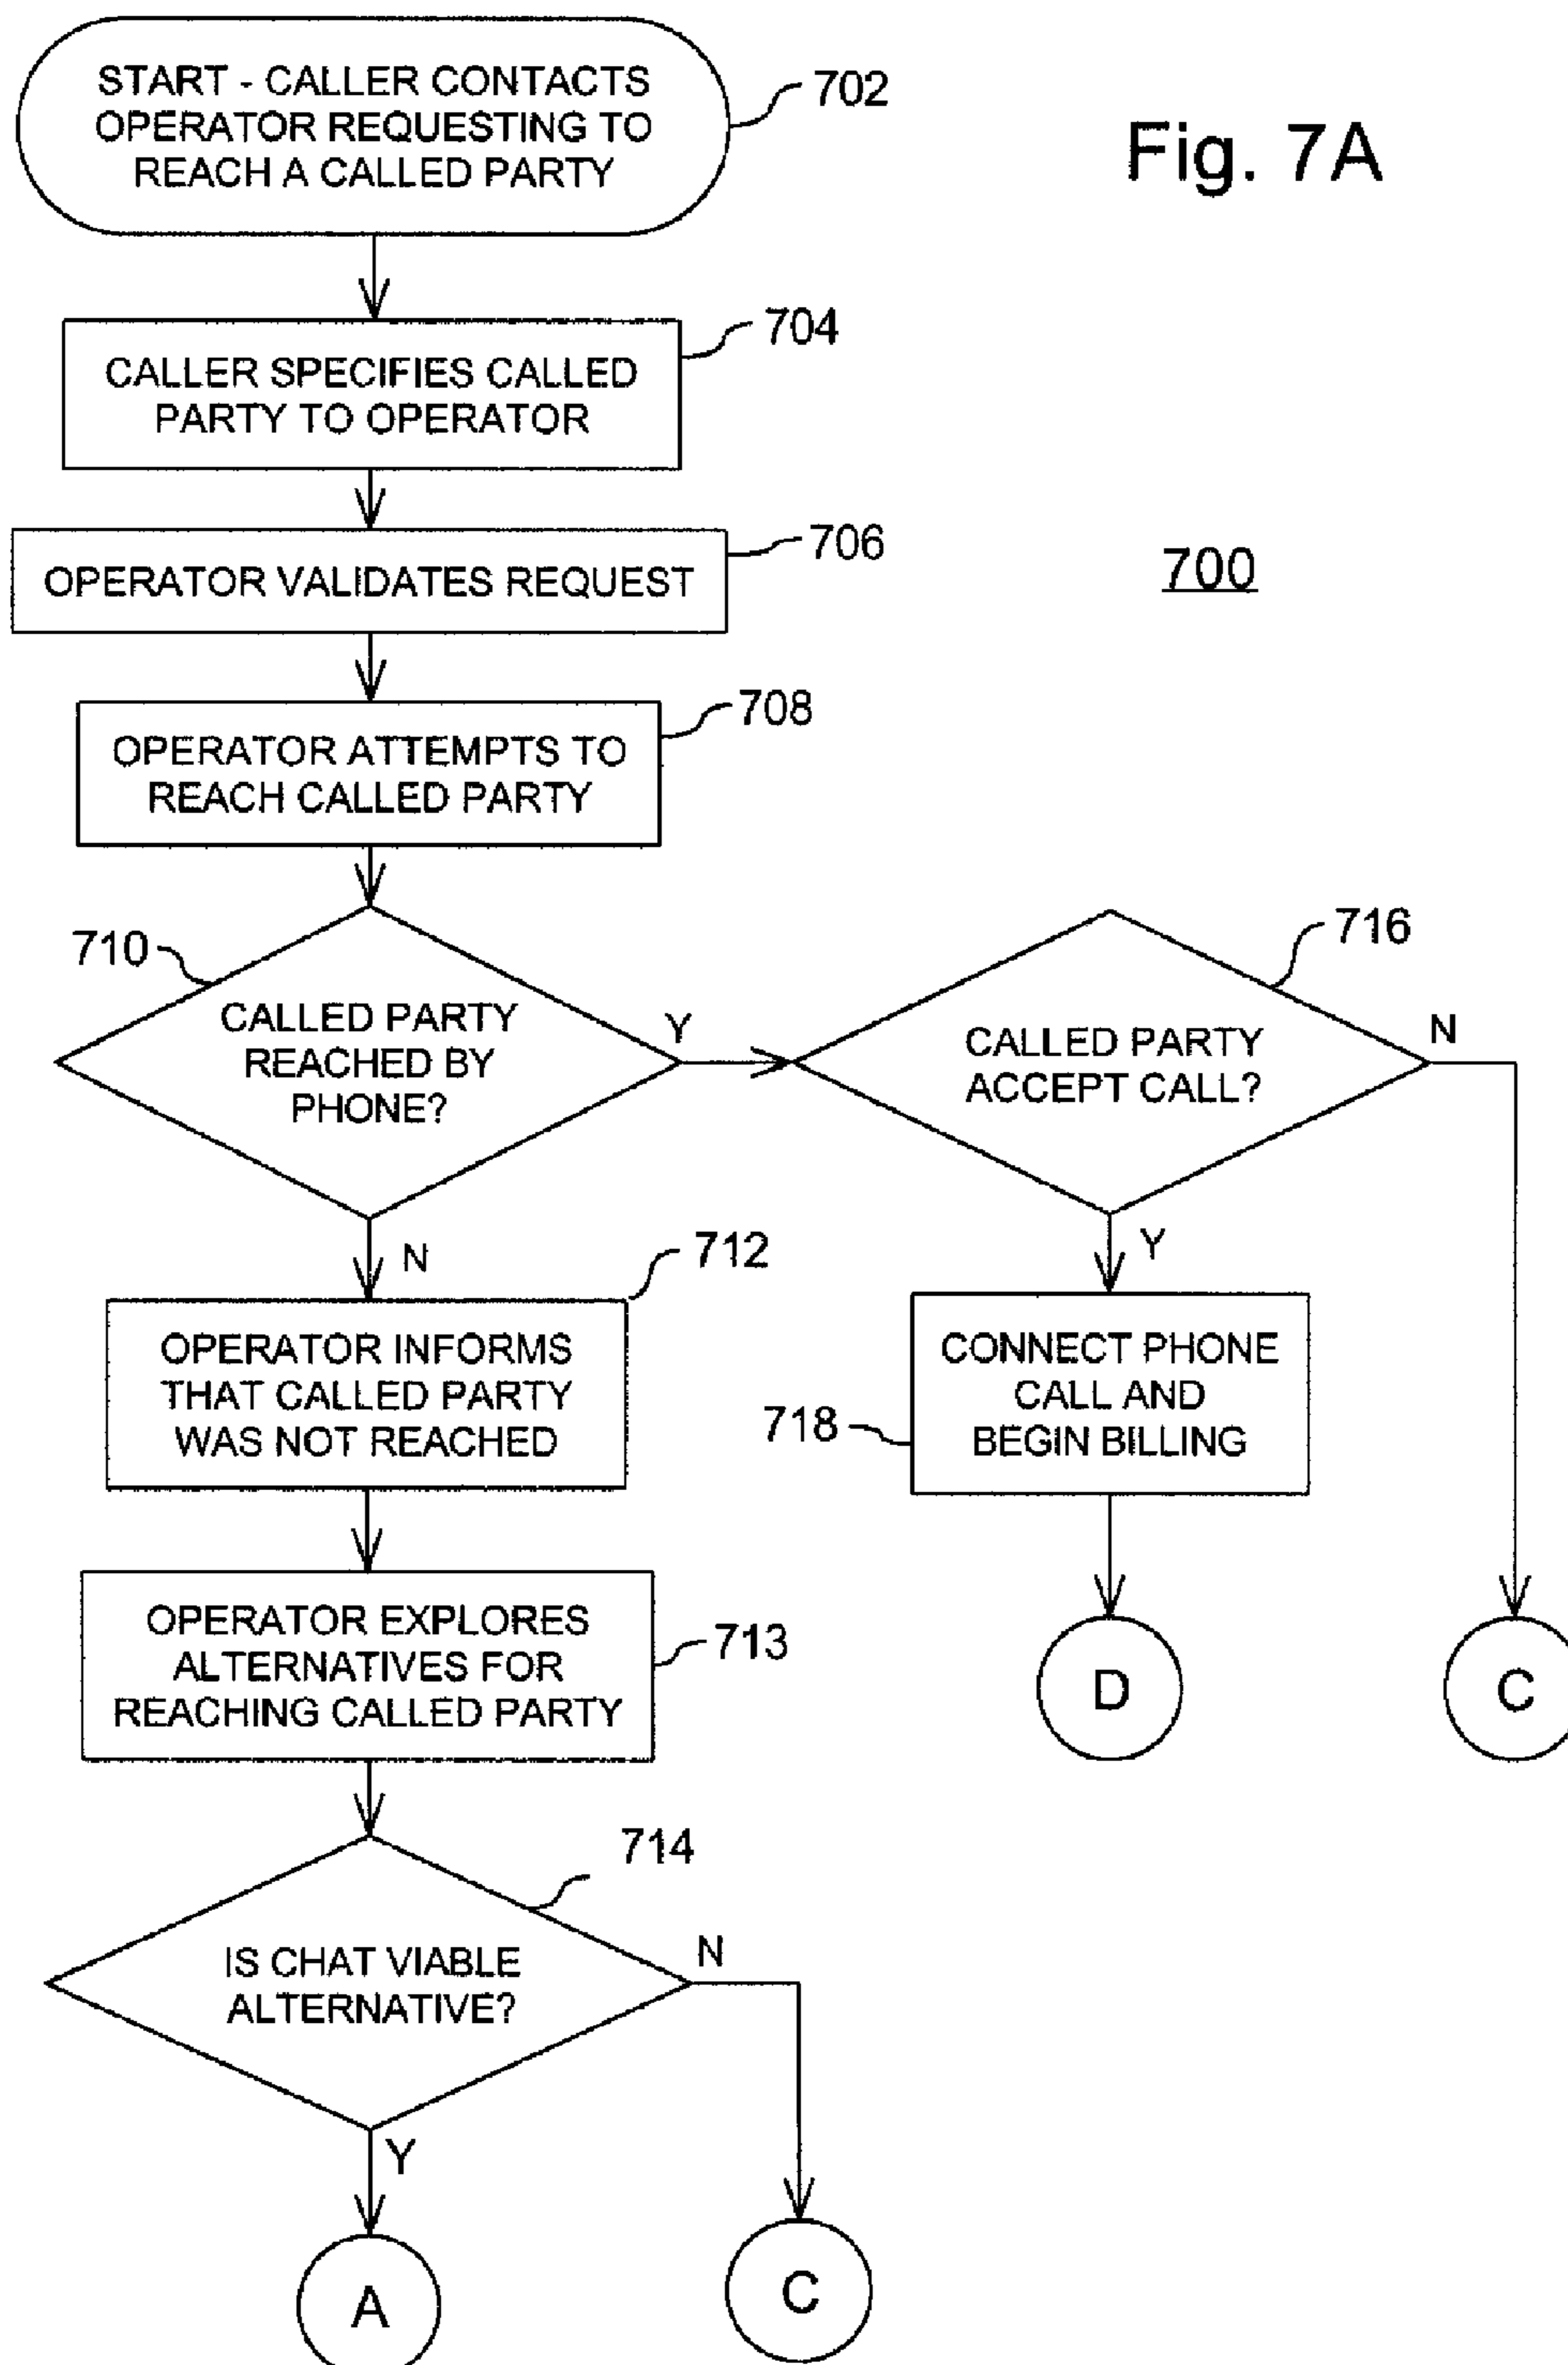 START - CALLER CONTACTS
OPERATOR REQUESTING TO
REACH A CALLED PARTY
702
Fig. 7A
704
CALLER SPECIFIES CALLED
PARTY TO OPERATOR
706
OPERATOR VALIDATES REQUEST
700
708
OPERATOR ATTEMPTS TO
REACH CALLED PARTY
710
CALLED PARTY
REACHED BY
PHONE?
Y
716
CALLED PARTY
ACCEPT CALL?
N
N
712
OPERATOR INFORMS
THAT CALLED PARTY
WAS NOT REACHED
Y
CONNECT PHONE
CALL AND
BEGIN BILLING
718
713
OPERATOR EXPLORES
ALTERNATIVES FOR
REACHING CALLED PARTY
D
C
714
IS CHAT VIABLE
ALTERNATIVE?
N
Y
A
C